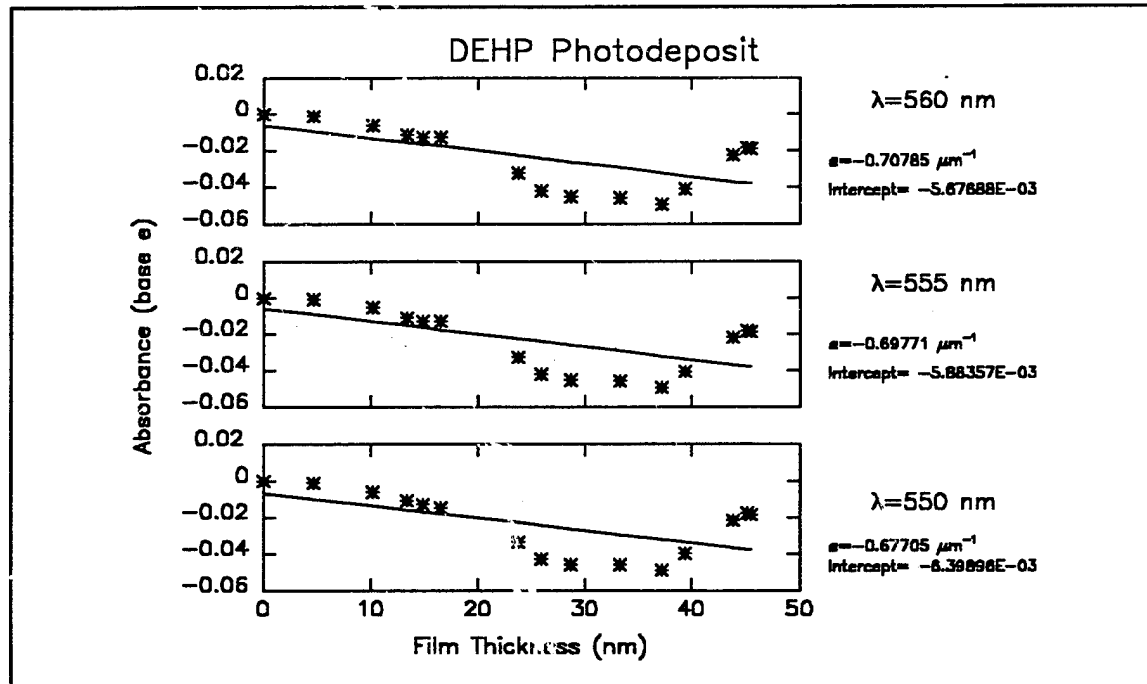 DEHP Photodeposit
Absorbance (base e)
0.02
0
−0.02
−0.04
−0.06
λ=560 nm
a=−0.70785 μm⁻¹
Intercept= −5.67688E−03
0.02
0
−0.02
−0.04
−0.06
λ=555 nm
a=−0.69771 μm⁻¹
Intercept= −5.88357E−03
0.02
0
−0.02
−0.04
−0.06
λ=550 nm
a=−0.67705 μm⁻¹
Intercept= −6.39896E−03
0 10 20 30 40 50
Film Thickness (nm)